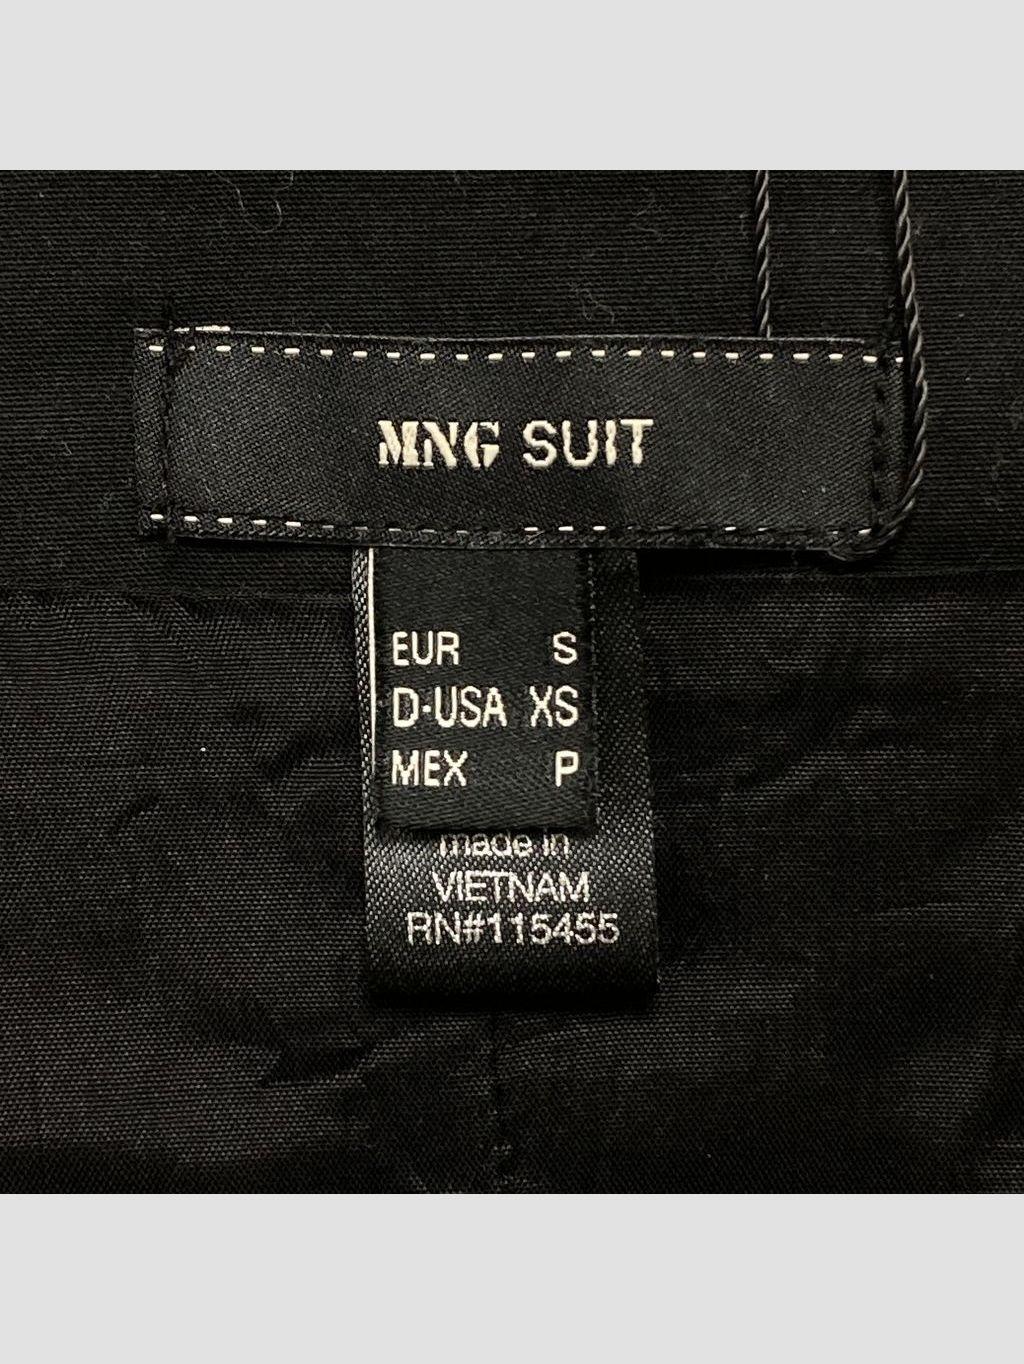 MNG SUIT
EUR S
D-USA XS
MEX P
made in
VIETNAM
RN#115455